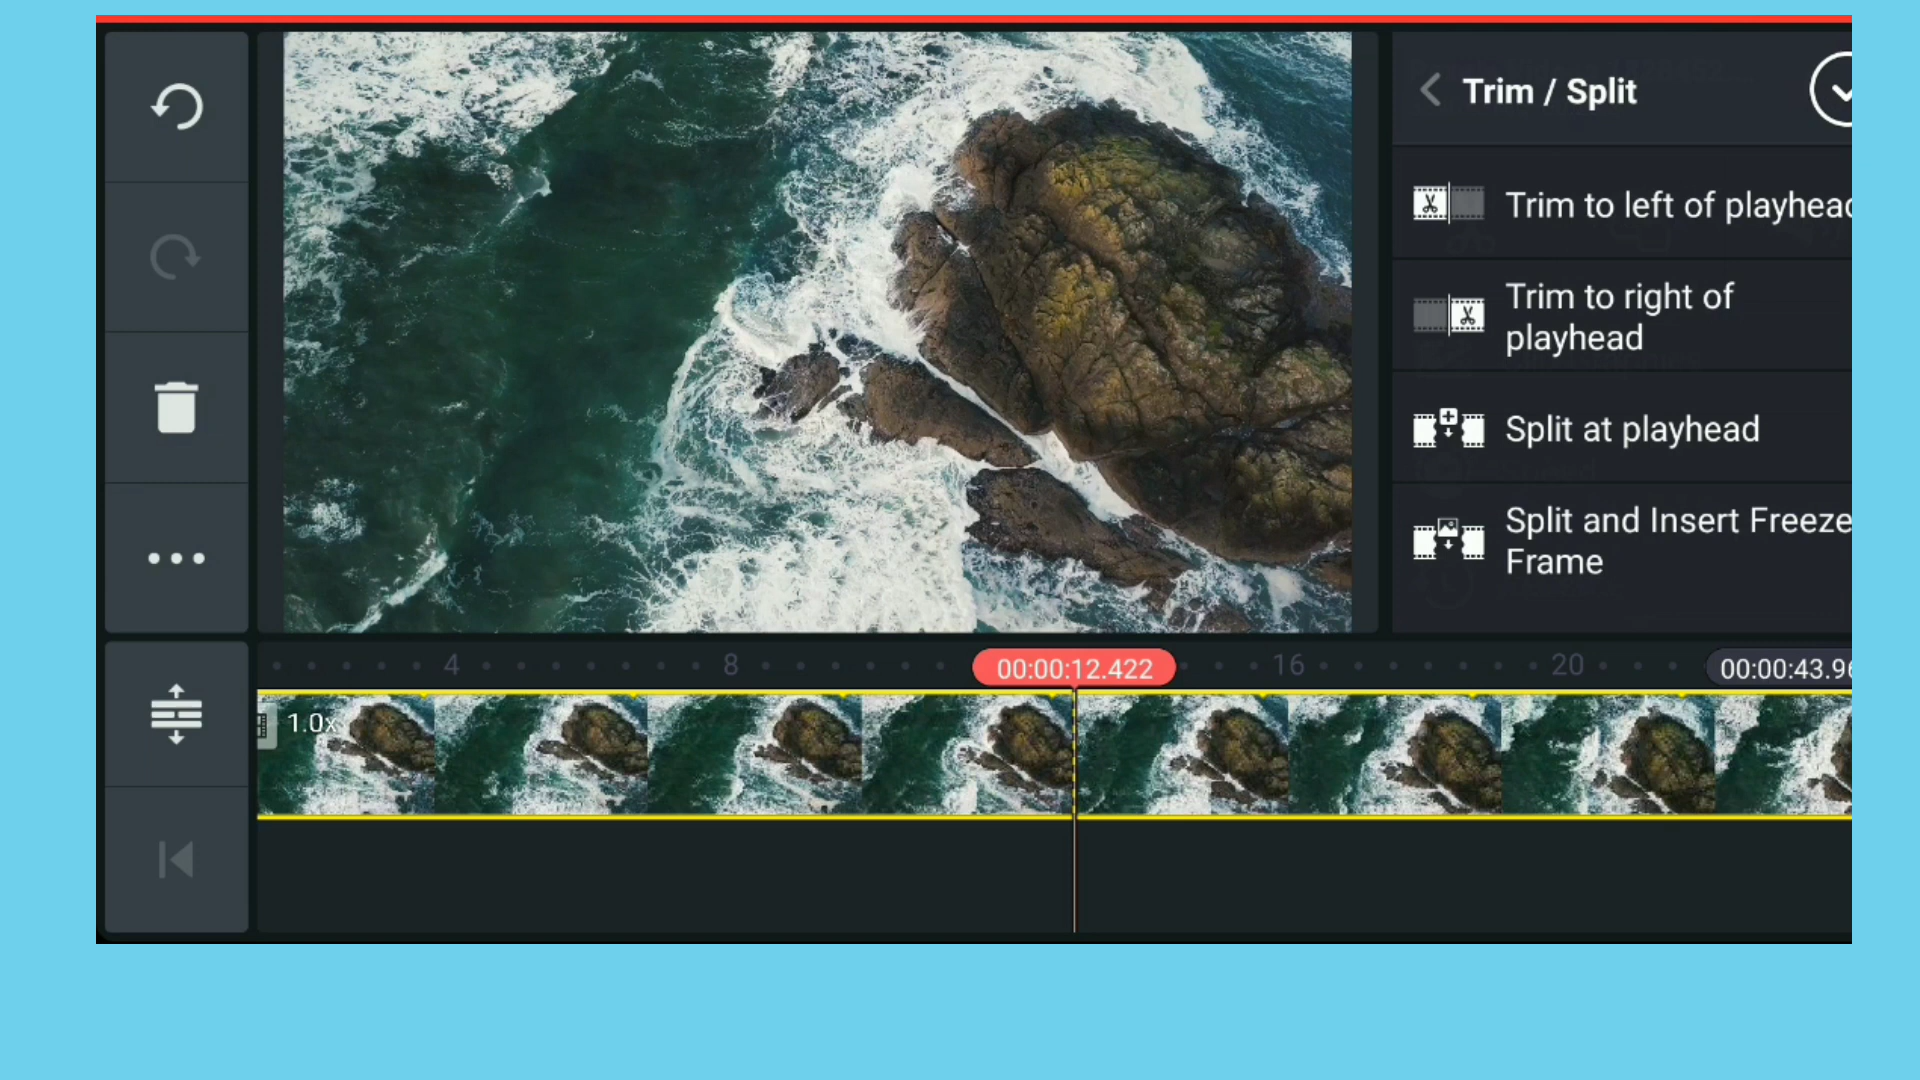 Trim / Split
Trim to left of playhead
Trim to right of
playhead
Split at playhead
Split and Insert Freeze
Frame
4
8
00:00:12.422
16
20
00:00:43.96
1.0x